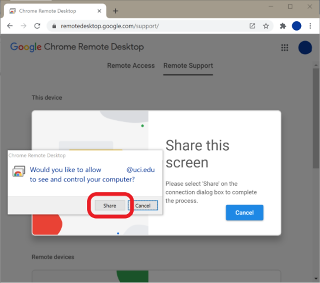 Chrome Remote Desktop
remotedesktop.google.com/support/
Google Chrome Remote Desktop
Remote Access Remote Support
This device
Share this
screen
Please select 'Share' on the
connection dialog box to complete
the process.
Cancel
Chrome Remote Desktop
Would you like to allow @uci.edu
to see and control your computer?
Share Cancel
Remote devices